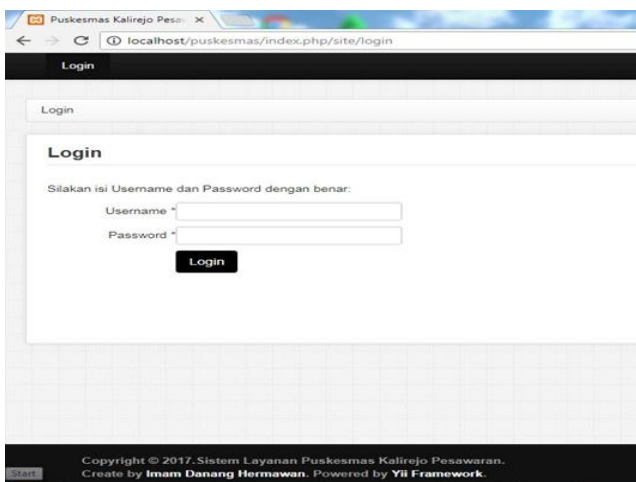 Puskesmas Kalirejo Pesa
localhost/puskesmas/index.php/site/login
Login
Login
Login
Silakan isi Username dan Password dengan benar:
Username *
Password *
Login
Copyright © 2017. Sistem Layanan Puskesmas Kalirejo Pesawaran.
Create by Imam Danang Hermawan. Powered by Yii Framework.
Start